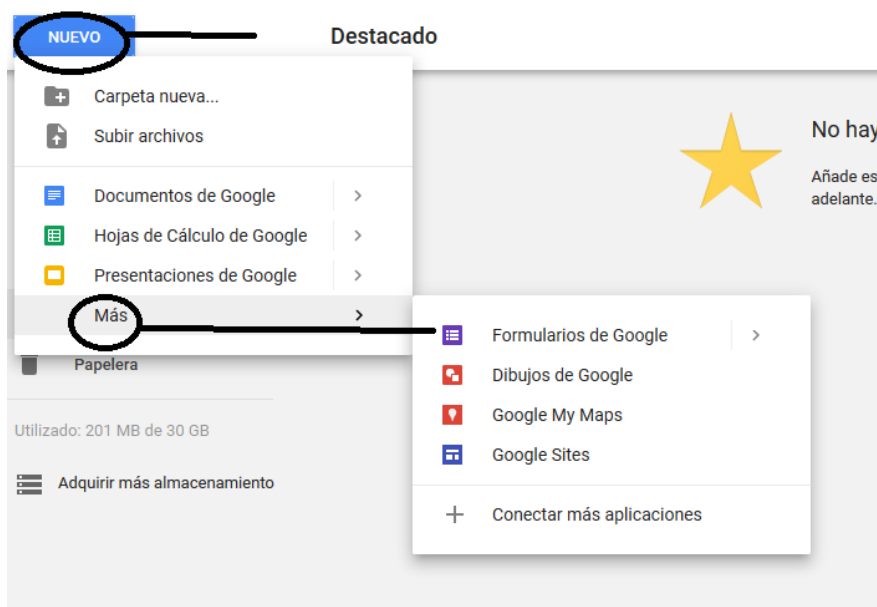 NUEVO
Destacado
Carpeta nueva...
Subir archivos
Documentos de Google
Hojas de Cálculo de Google
Presentaciones de Google
Más
Papelera
Utilizado: 201 MB de 30 GB
Adquirir más almacenamiento
Formularios de Google
Dibujos de Google
Google My Maps
Google Sites
Conectar más aplicaciones
No hay
Añade es
adelante.